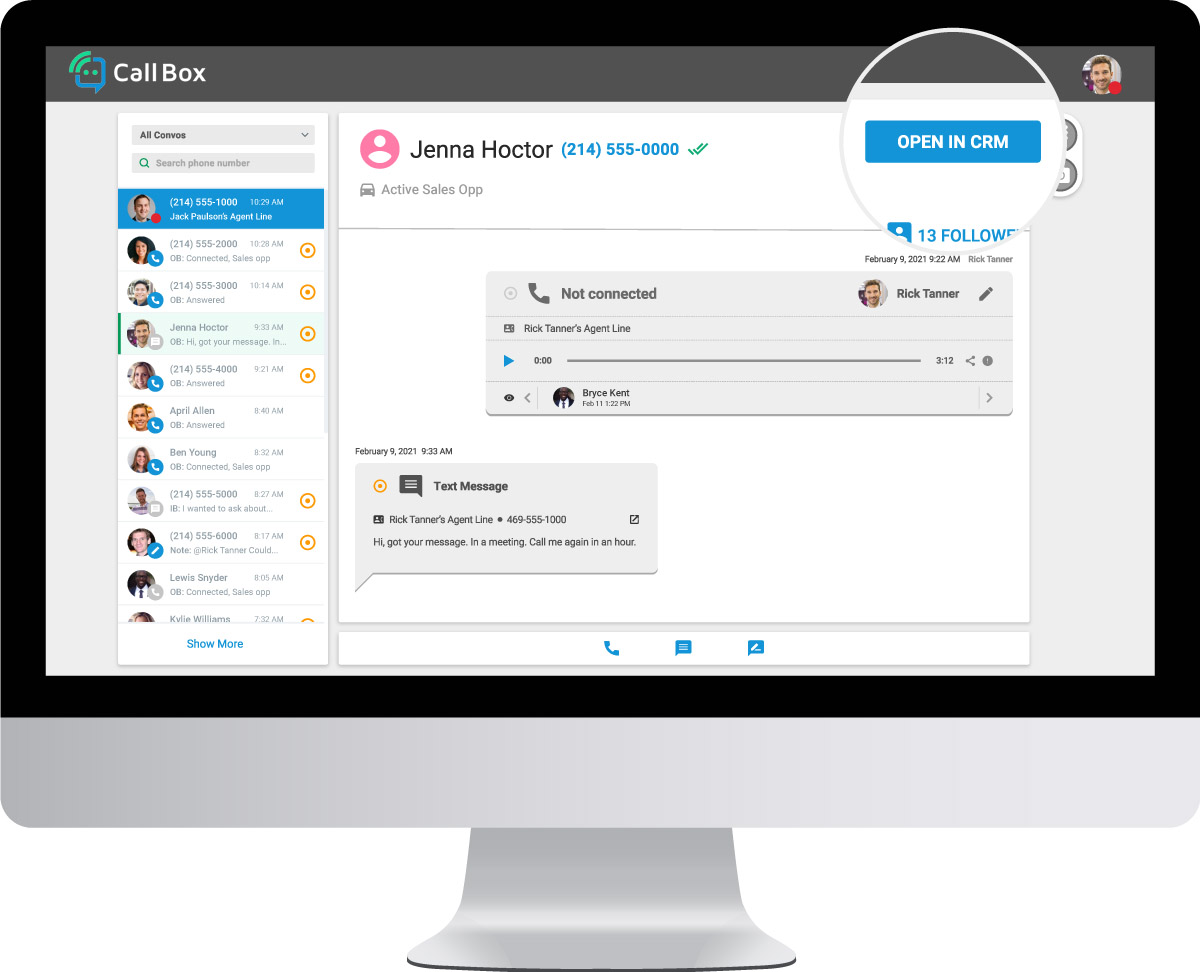 Call Box
All Convos
Search phone number
(214) 555-1000 10:29 AM
Jack Paulson's Agent Line
(214) 555-2000 10:28 AM
OB: Connected, Sales opp
(214) 555-3000 10:14 AM
OB: Answered
Jenna Hoctor 9:33 AM
OB: Hi, got your message. In...
(214) 555-4000 9:21 AM
OB: Answered
April Allen 8:40 AM
OB: Answered
Ben Young 8:32 AM
OB: Connected, Sales opp
(214) 555-5000 8:27 AM
IB: I wanted to ask about...
(214) 555-6000 8:17 AM
Note: @Rick Tanner Could...
Lewis Snyder 8:05 AM
OB: Connected, Sales opp
Kylie Williams 7:32 AM
Show More
Jenna Hoctor (214) 555-0000
Active Sales Opp
OPEN IN CRM
13 FOLLOWE
February 9, 2021 9:22 AM Rick Tanner
Not connected
Rick Tanner
Rick Tanner's Agent Line
0:00 3:12
Bryce Kent
Feb 11 1:22 PM
February 9, 2021 9:33 AM
Text Message
Rick Tanner's Agent Line • 469-555-1000
Hi, got your message. In a meeting. Call me again in an hour.